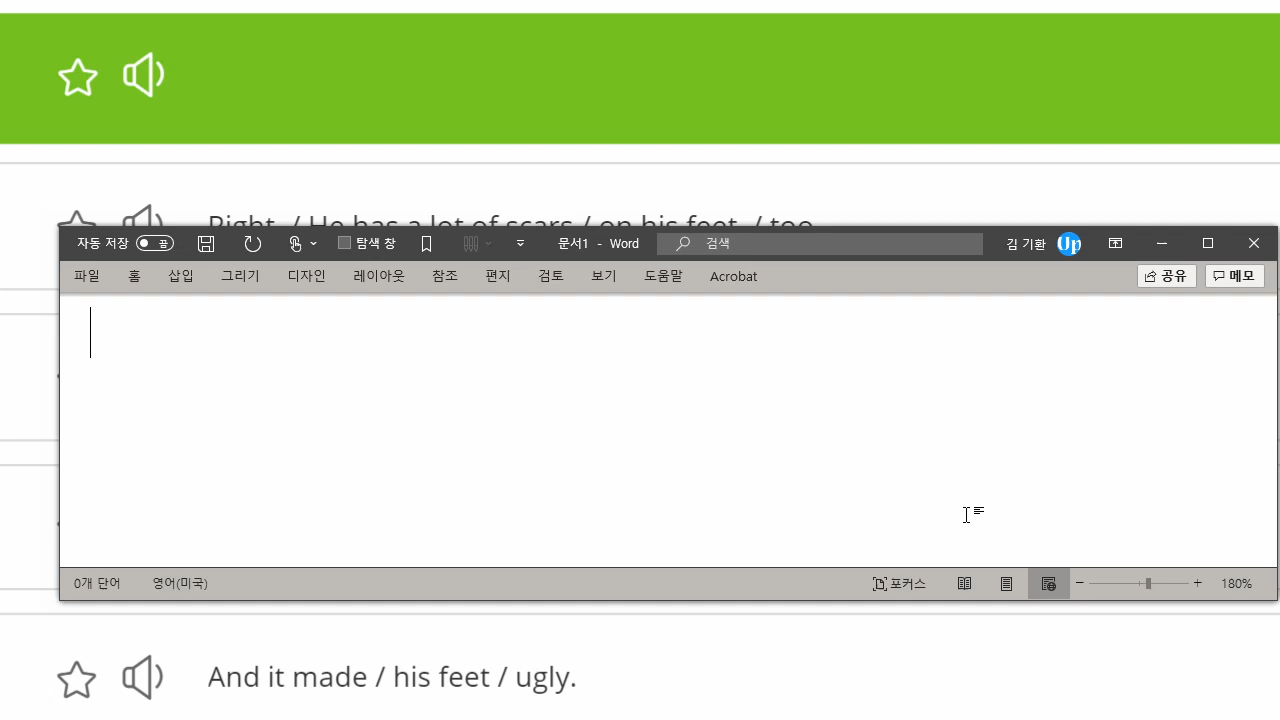 Right. / He has a lot of scars / on his feet, / too.
자동 저장 끔 탐색 창 문서1 - Word 검색 김 기환 Up
파일 홈 삽입 그리기 디자인 레이아웃 참조 편지 검토 보기 도움말 Acrobat 공유 메모
0개 단어 영어(미국) 포커스 180%
And it made / his feet / ugly.